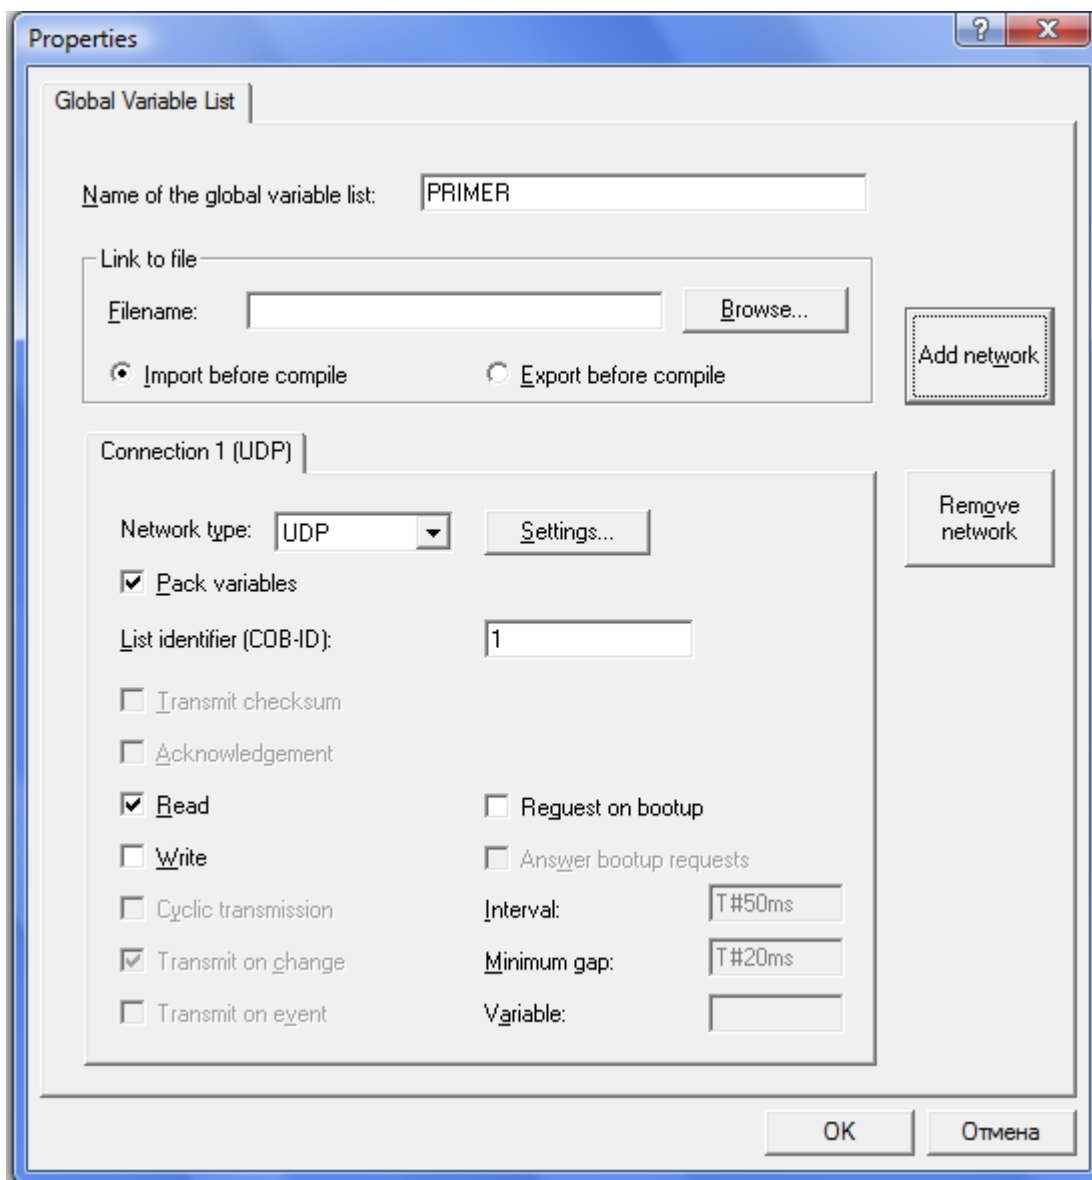 Properties
Global Variable List
Name of the global variable list: PRIMER
Link to file
Filename: Browse...
Import before compile Export before compile
Add network
Connection 1 (UDP)
Network type: UDP Settings...
Remove
network
Pack variables
List identifier (COB-ID): 1
Transmit checksum
Acknowledgement
Read Reguest on bootup
Write Answer bootup requests
Cyclic transmission Interval: T#50ms
Transmit on change Minimum gap: T#20ms
Transmit on event Variable:
OK Отмена